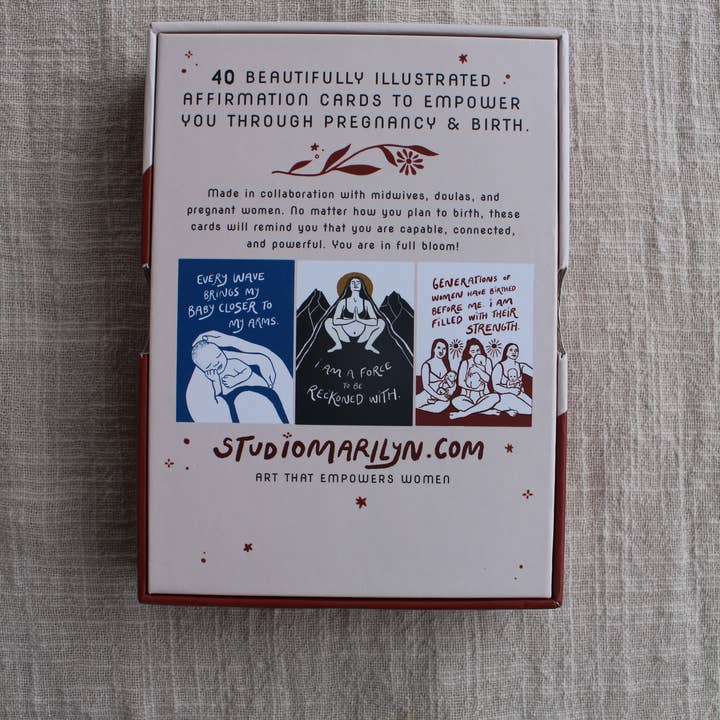 40 BEAUTIFULLY ILLUSTRATED
AFFIRMATION CARDS TO EMPOWER
YOU THROUGH PREGNANCY & BIRTH.
Made in collaboration with midwives, doulas, and
pregnant women. No matter how you plan to birth, these
cards will remind you that you are capable, connected,
and powerful. You are in full bloom!
EVERY WAVE
BRINGS MY
BABY CLOSER TO
MY ARMS.
I AM A FORCE
TO BE
RECKONED WITH.
GENERATIONS OF
WOMEN HAVE BIRTHED
BEFORE ME. I AM
FILLED WITH THEIR
STRENGTH.
STUDIOMARILYN.COM
ART THAT EMPOWERS WOMEN